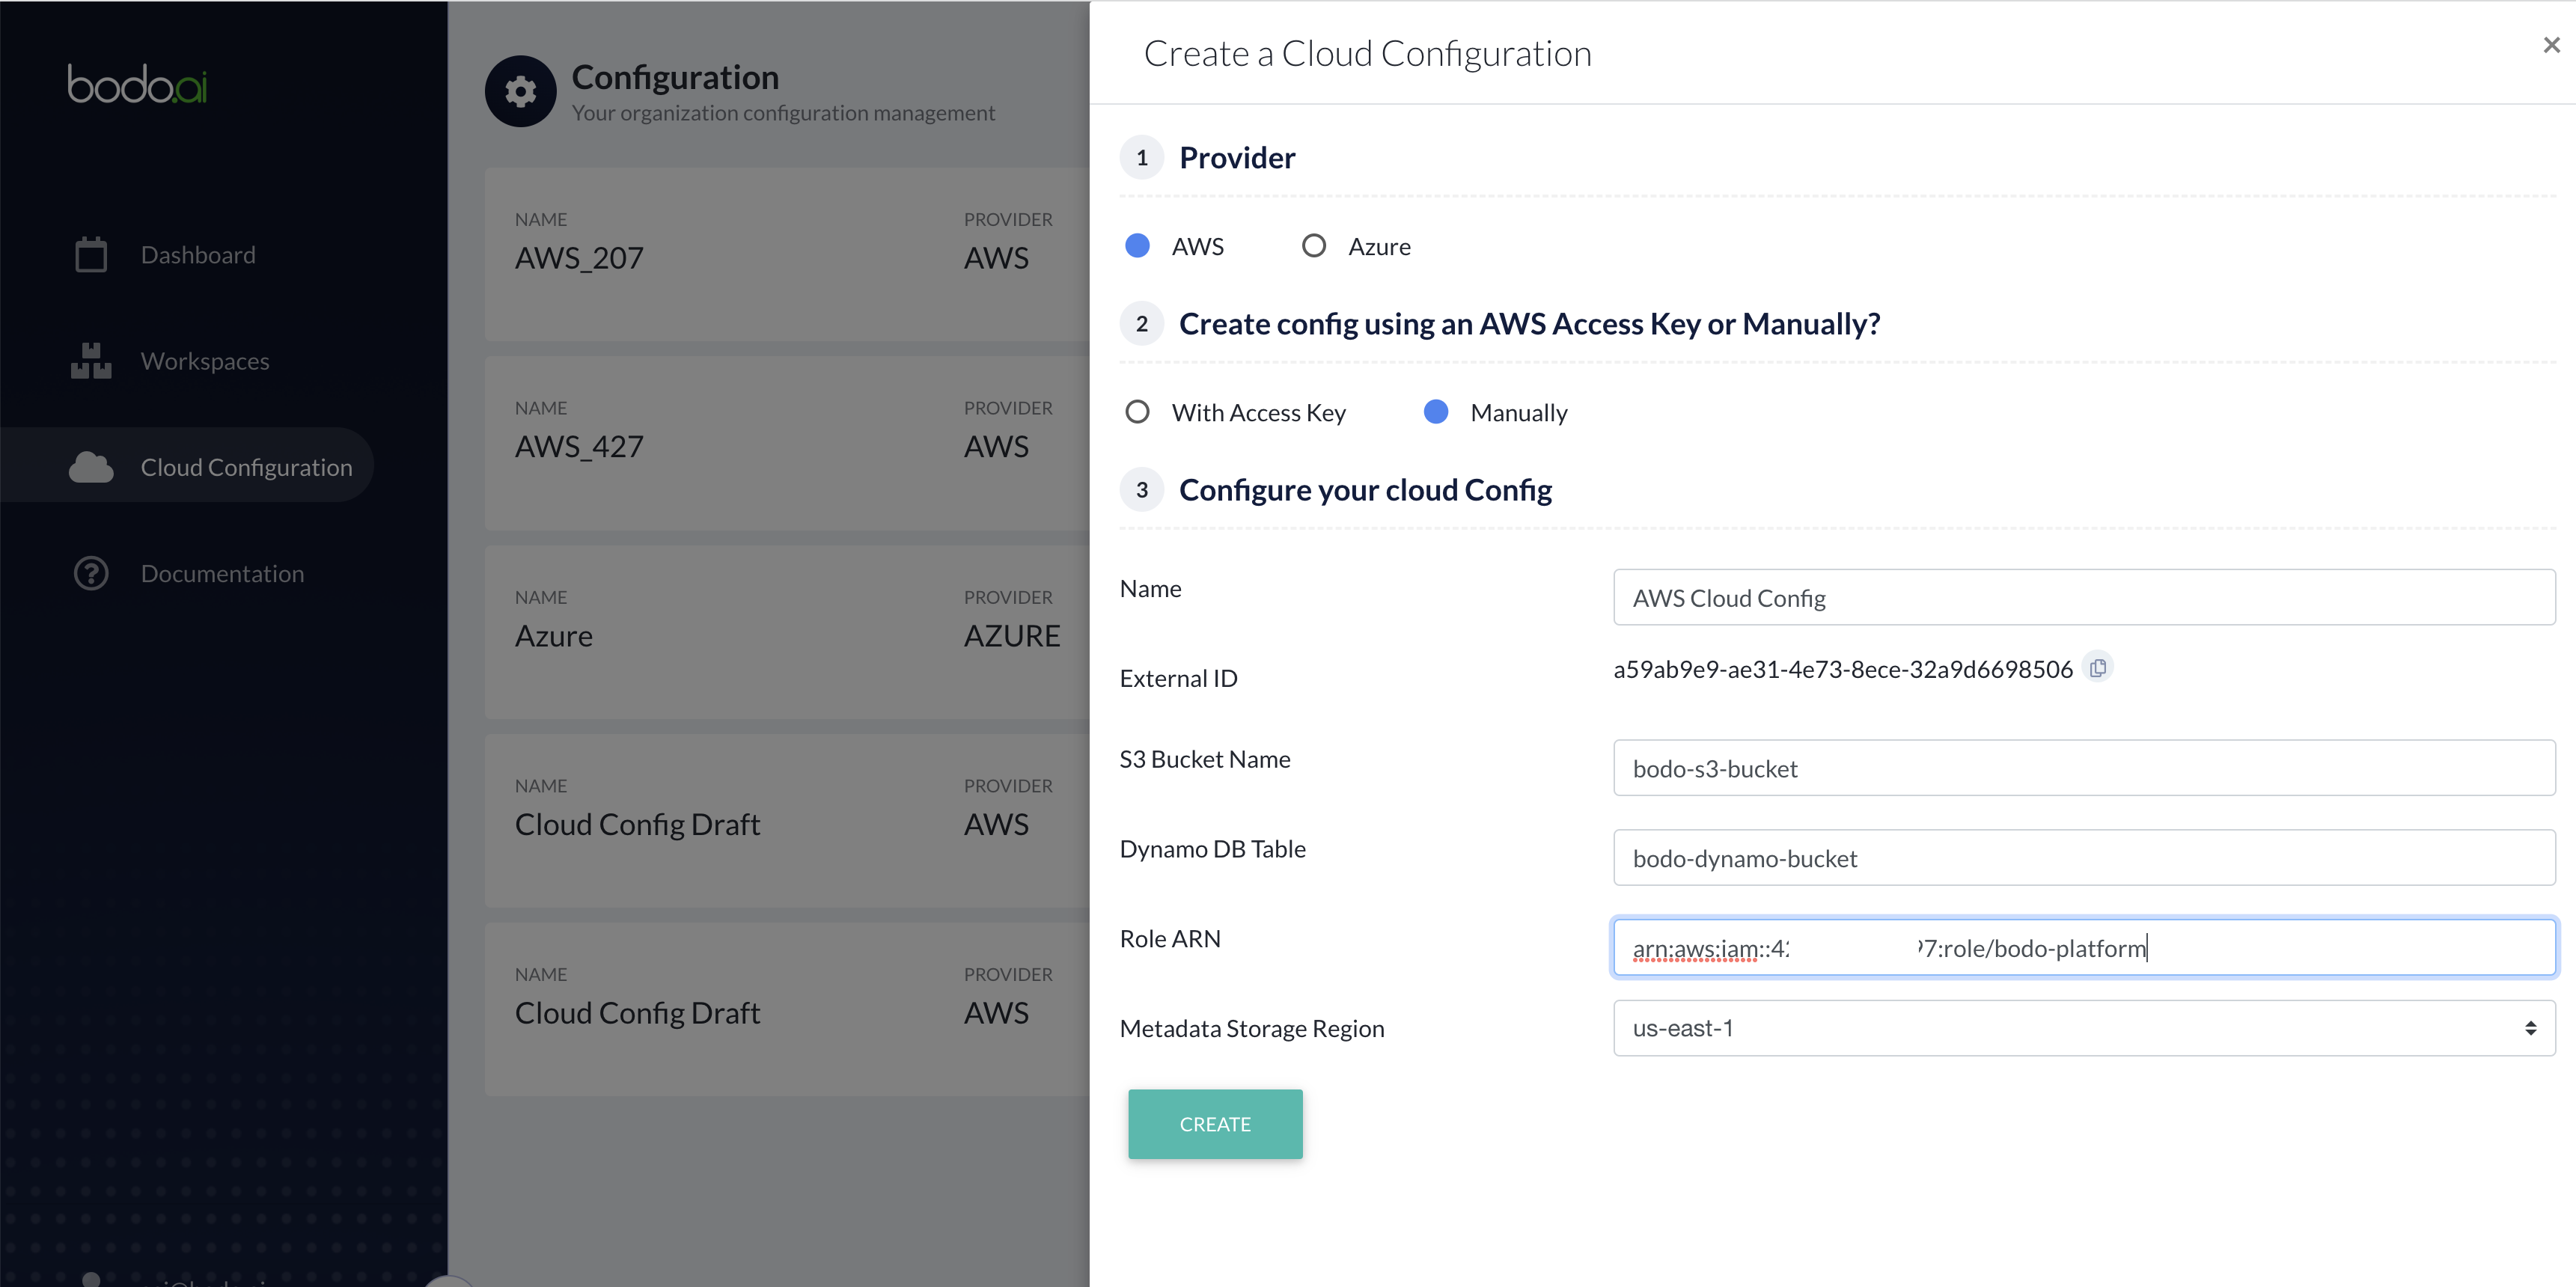 bodo.ai
Dashboard
Workspaces
Cloud Configuration
Documentation
Configuration
Your organization configuration management
NAME PROVIDER
AWS_207 AWS
NAME PROVIDER
AWS_427 AWS
NAME PROVIDER
Azure AZURE
NAME PROVIDER
Cloud Config Draft AWS
NAME PROVIDER
Cloud Config Draft AWS
Create a Cloud Configuration
×
1 Provider
AWS Azure
2 Create config using an AWS Access Key or Manually?
With Access Key Manually
3 Configure your cloud Config
Name AWS Cloud Config
External ID a59ab9e9-ae31-4e73-8ece-32a9d6698506
S3 Bucket Name bodo-s3-bucket
Dynamo DB Table bodo-dynamo-bucket
Role ARN arn:aws:iam::4 7:role/bodo-platform
Metadata Storage Region us-east-1
CREATE